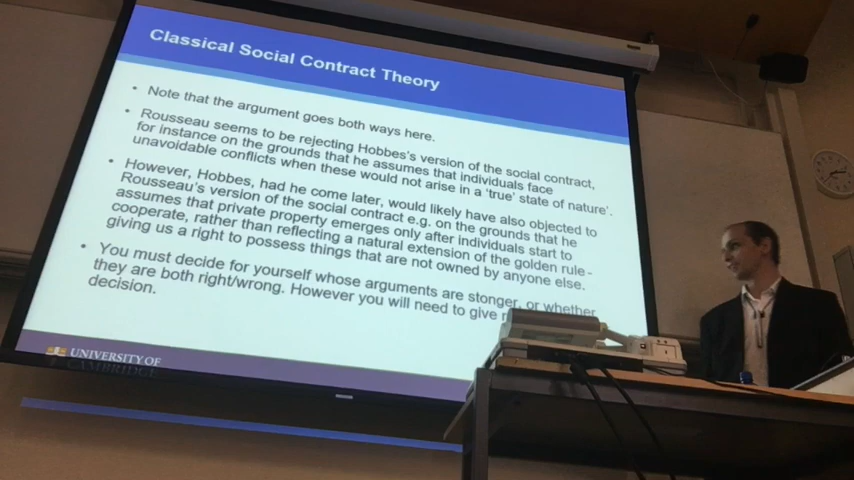 Classical Social Contract Theory
• Note that the argument goes both ways here.
• Rousseau seems to be rejecting Hobbes's version of the social contract,
for instance on the grounds that he assumes that individuals face
unavoidable conflicts when these would not arise in a 'true' state of nature'.
• However, Hobbes, had he come later, would likely have also objected to
Rousseau's version of the social contract e.g. on the grounds that he
assumes that private property emerges only after individuals start to
cooperate, rather than reflecting a natural extension of the golden rule -
giving us a right to possess things that are not owned by anyone else.
• You must decide for yourself whose arguments are stonger, or whether
they are both right/wrong. However you will need to give
decision.
UNIVERSITY OF
CAMBRIDGE